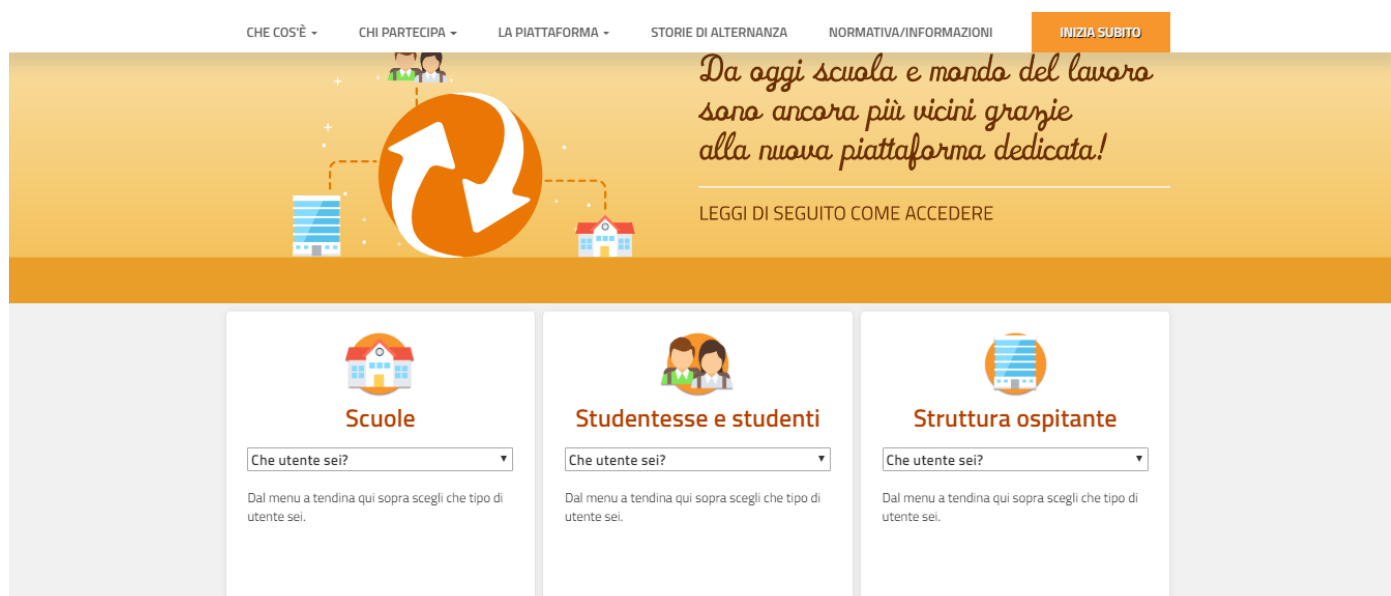 CHE COS'È CHI PARTECIPA LA PIATTAFORMA STORIE DI ALTERNANZA NORMATIVA/INFORMAZIONI INIZIA SUBITO
Da oggi scuola e mondo del lavoro
sono ancora più vicini grazie
alla nuova piattaforma dedicata!
LEGGI DI SEGUITO COME ACCEDERE
Scuole
Che utente sei?
Dal menu a tendina qui sopra scegli che tipo di
utente sei.
Studentesse e studenti
Che utente sei?
Dal menu a tendina qui sopra scegli che tipo di
utente sei.
Struttura ospitante
Che utente sei?
Dal menu a tendina qui sopra scegli che tipo di
utente sei.